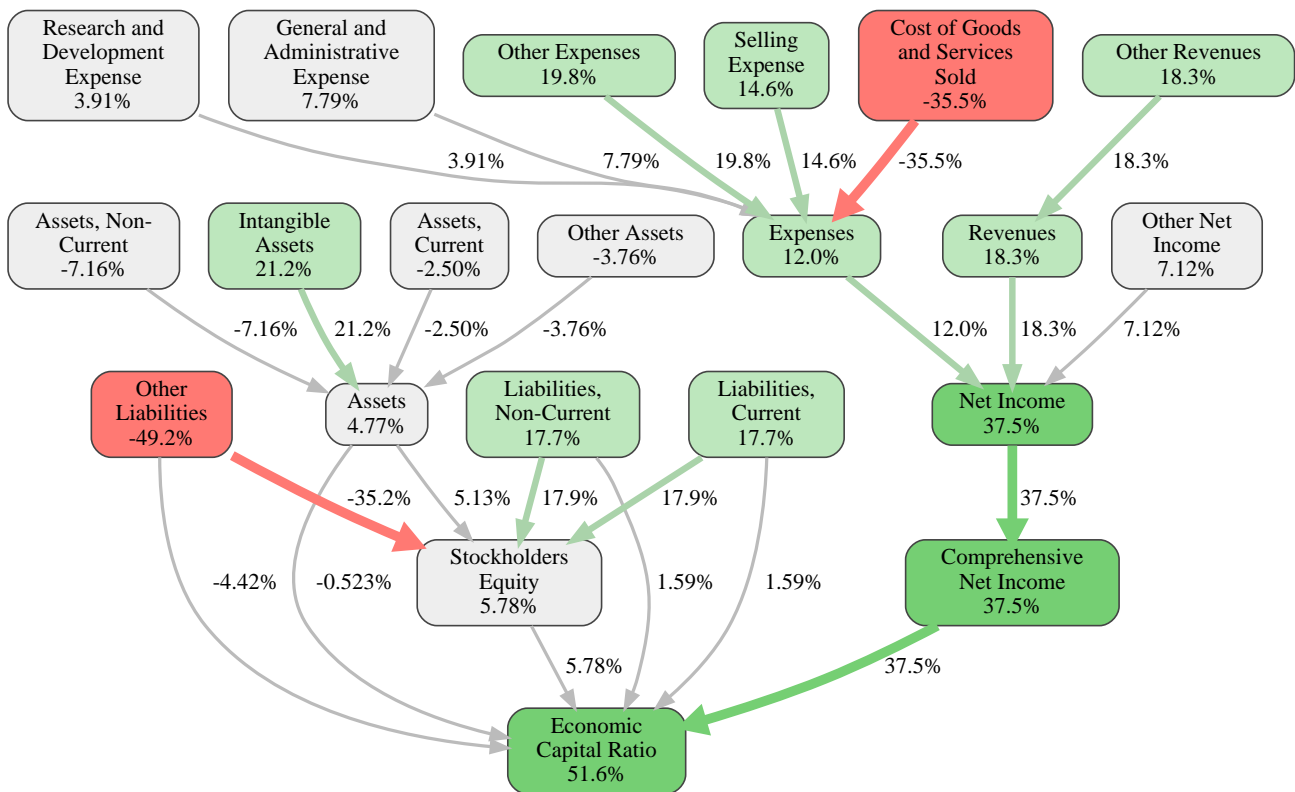 Research and
Development
Expense
3.91%
General and
Administrative
Expense
7.79%
Other Expenses
19.8%
Selling
Expense
14.6%
Cost of Goods
and Services
Sold
-35.5%
Other Revenues
18.3%
3.91%
7.79%
19.8%
14.6%
-35.5%
18.3%
Assets, Non-
Current
-7.16%
Intangible
Assets
21.2%
Assets,
Current
-2.50%
Other Assets
-3.76%
Expenses
12.0%
Revenues
18.3%
Other Net
Income
7.12%
-7.16%
21.2%
-2.50%
-3.76%
12.0%
18.3%
7.12%
Other
Liabilities
-49.2%
Assets
4.77%
Liabilities,
Non-Current
17.7%
Liabilities,
Current
17.7%
Net Income
37.5%
-35.2%
5.13%
17.9%
17.9%
37.5%
Stockholders
Equity
5.78%
Comprehensive
Net Income
37.5%
-4.42%
-0.523%
1.59%
1.59%
5.78%
37.5%
Economic
Capital Ratio
51.6%